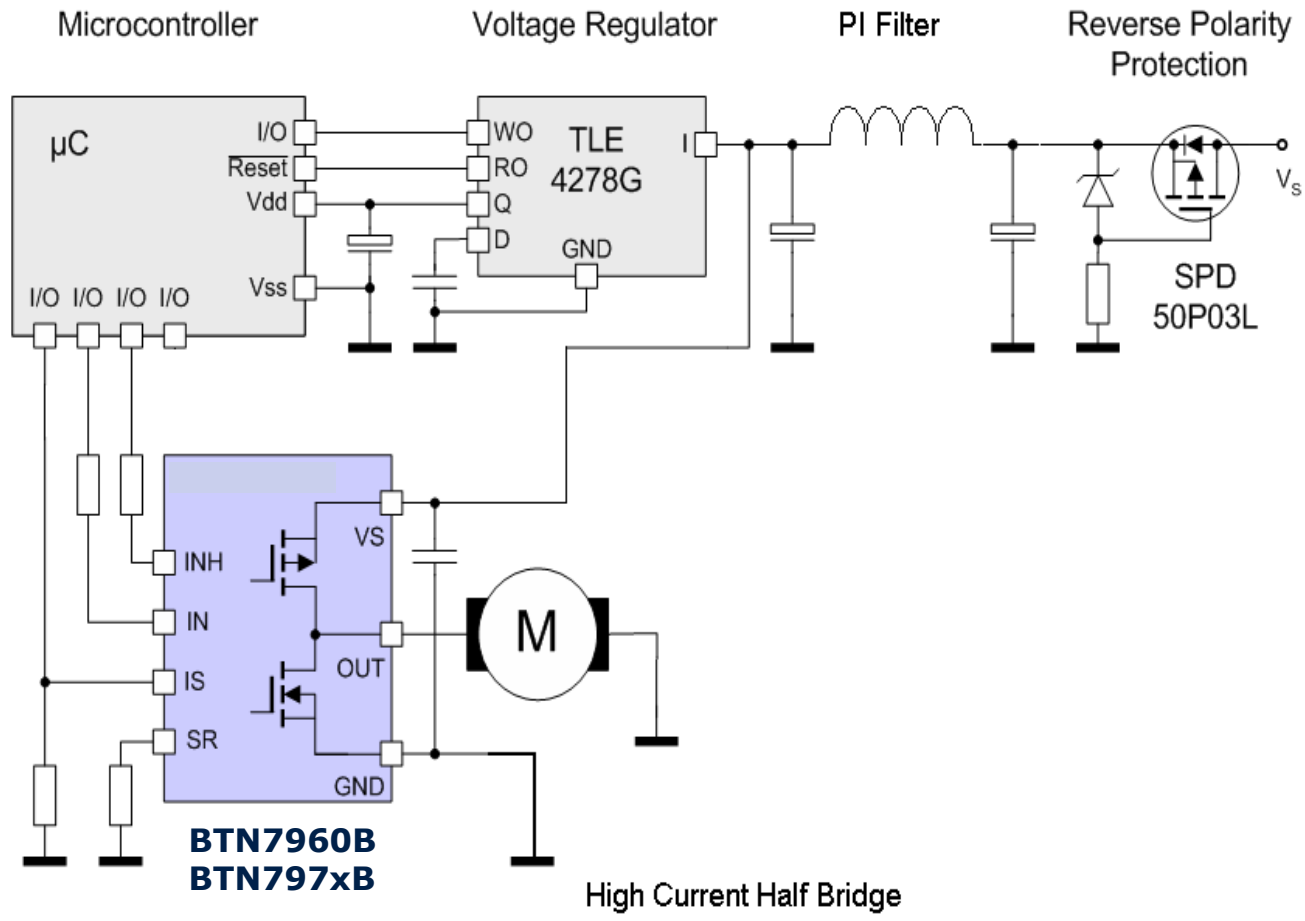 Microcontroller
Voltage Regulator
PI Filter
Reverse Polarity
Protection
µC
I/O
Reset
Vdd
Vss
I/O I/O I/O I/O
WO
RO
Q
D
TLE
4278G
I
GND
V_S
SPD
50P03L
INH
IN
IS
SR
VS
OUT
GND
M
BTN7960B
BTN797xB
High Current Half Bridge